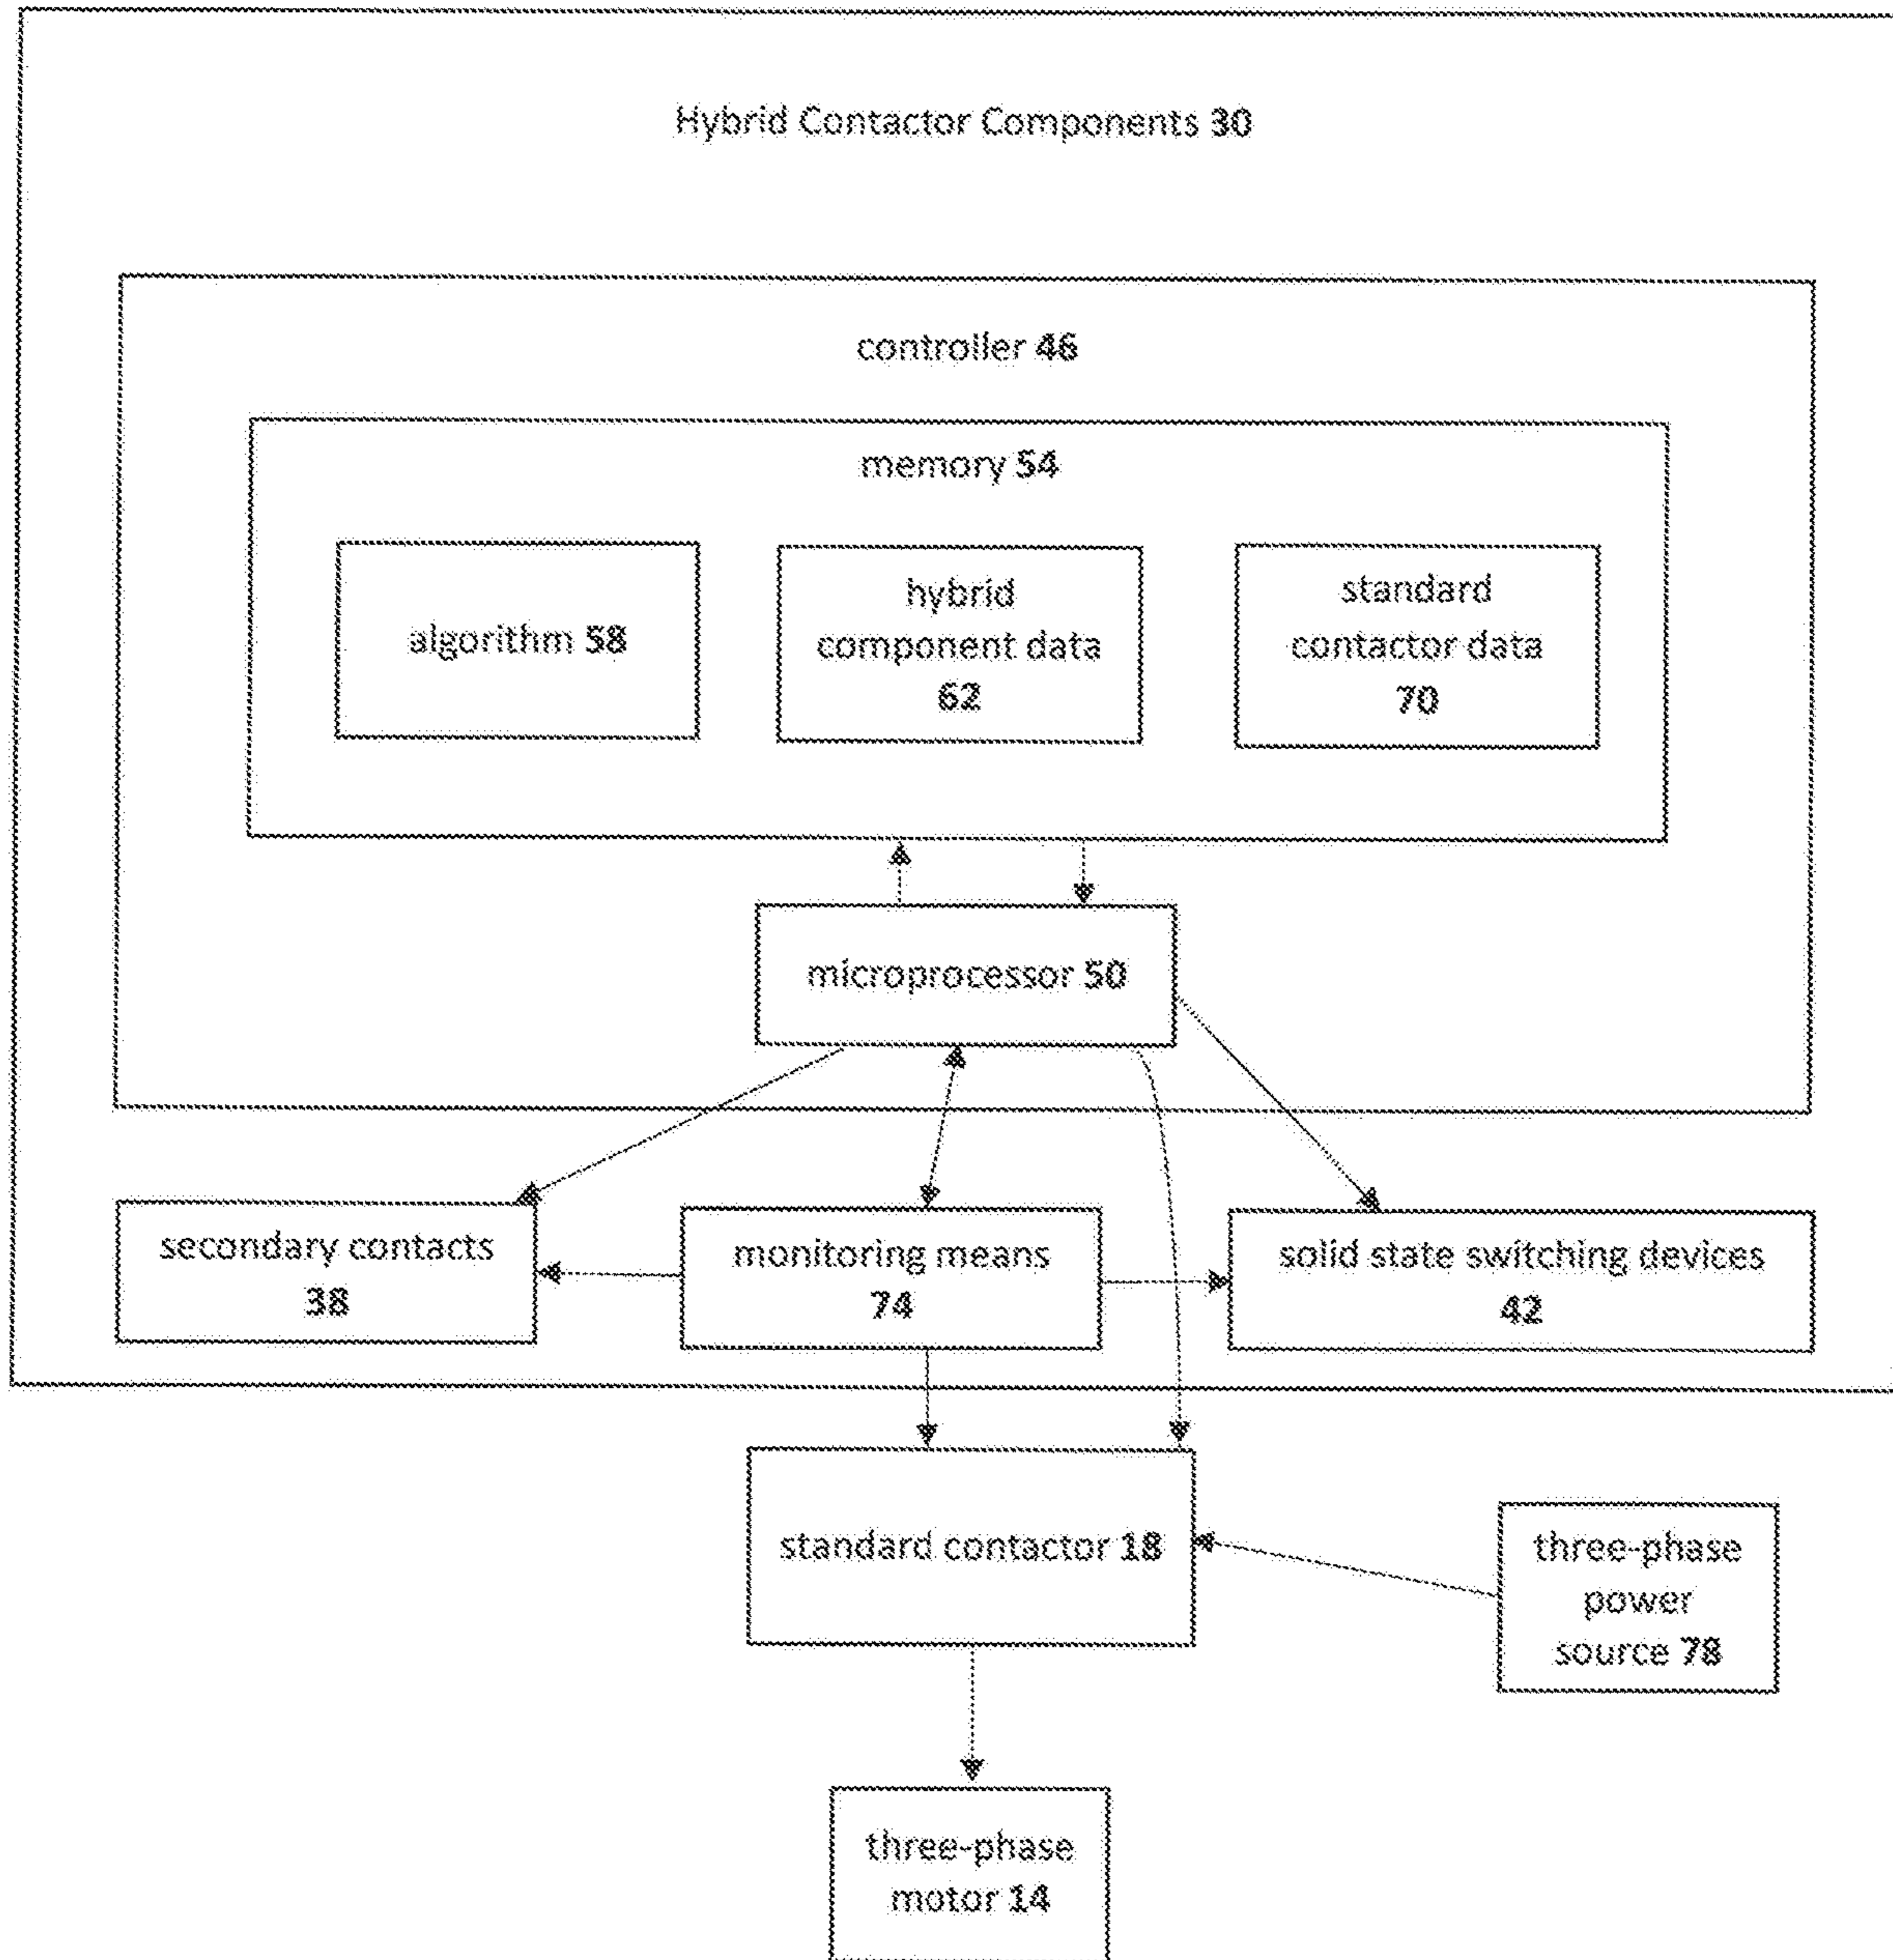 Hybrid Contactor Components 30
controller 46
memory 54
algorithm 58
hybrid
component data
62
standard
contactor data
70
microprocessor 50
secondary contacts
38
monitoring means
74
solid state switching devices
42
standard contactor 18
three-phase
power
source 78
three-phase
motor 14